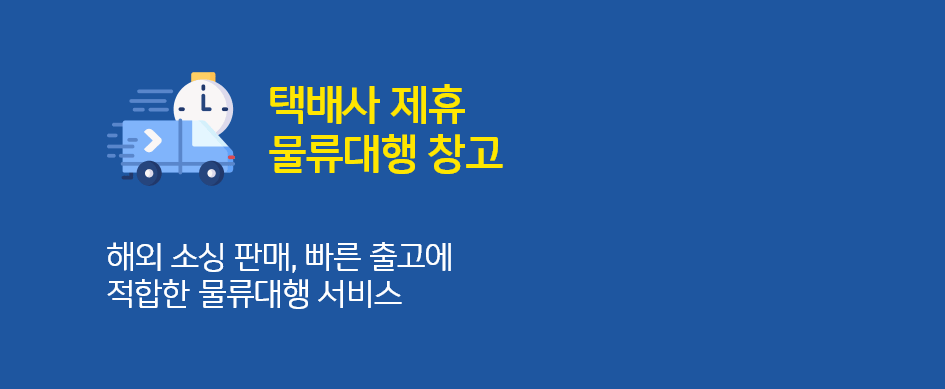 택배사 제휴
물류대행 창고
해외 소싱 판매, 빠른 출고에
적합한 물류대행 서비스